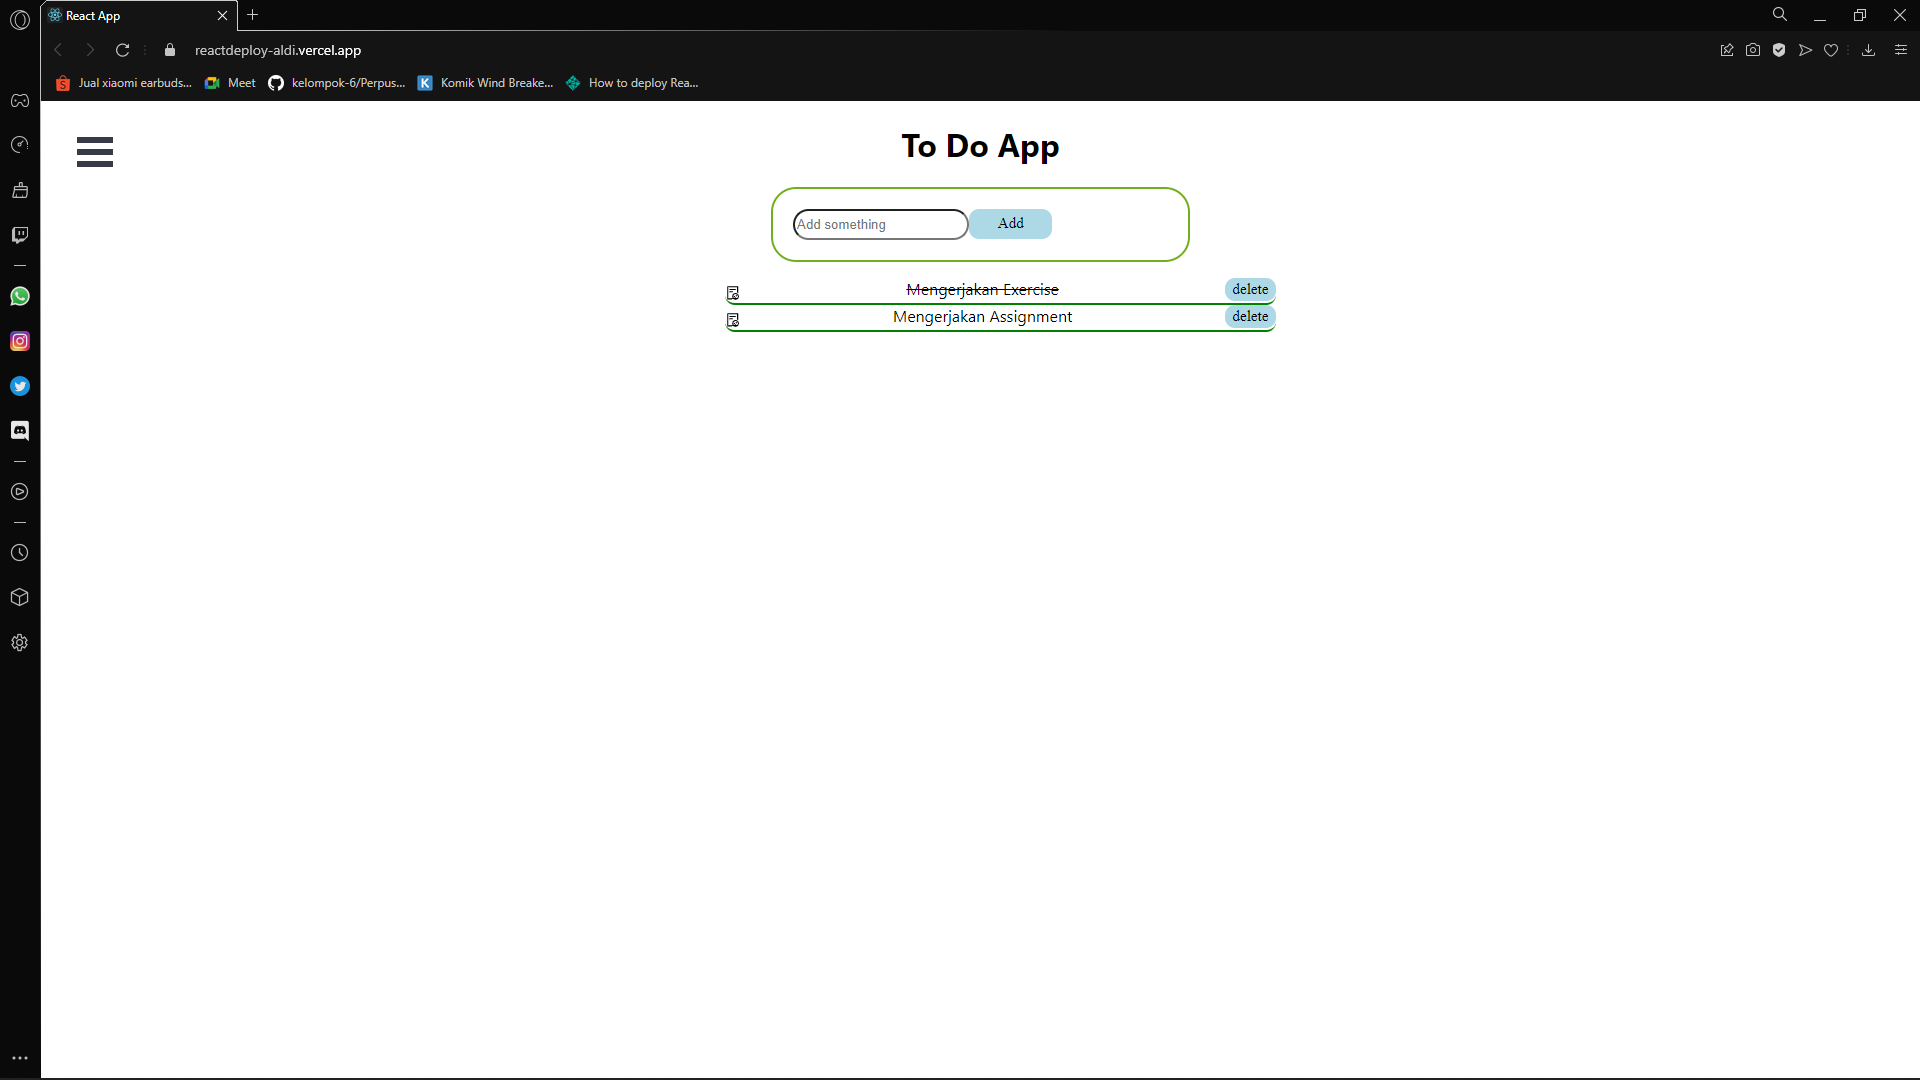 React App
reactdeploy-aldi.vercel.app
Jual xiaomi earbuds... Meet kelompok-6/Perpus... Komik Wind Breake... How to deploy Rea...
To Do App
Add something Add
Mengerjakan Exercise delete
Mengerjakan Assignment delete